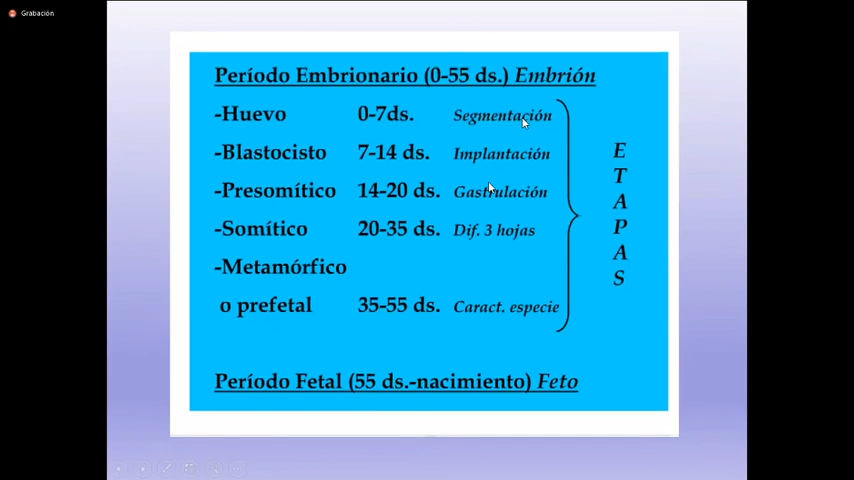 Grabación
Período Embrionario (0-55 ds.) Embrión
-Huevo 0-7ds. Segmentación
-Blastocisto 7-14 ds. Implantación
-Presomítico 14-20 ds. Gastrulación
-Somítico 20-35 ds. Dif. 3 hojas
-Metamórfico
o prefetal 35-55 ds. Caract. especie
E
T
A
P
A
S
Período Fetal (55 ds.-nacimiento) Feto